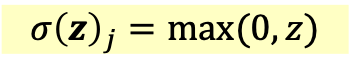 σ(𝒛)ⱼ = max(0, 𝑧)